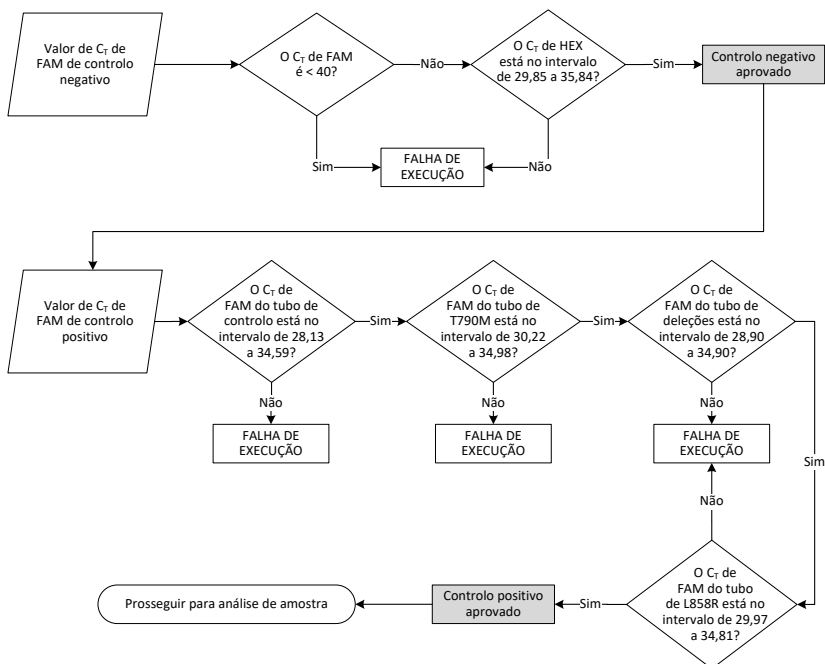 Valor de CT de
FAM de controlo
negativo
O CT de FAM
é < 40?
Não
O CT de HEX
está no intervalo
de 29,85 a 35,84?
Sim
Controlo negativo
aprovado
Sim
FALHA DE
EXECUÇÃO
Não
Valor de CT de
FAM de controlo
positivo
O CT de
FAM do tubo de
controlo está no
intervalo de 28,13
a 34,59?
Sim
O CT de
FAM do tubo de
T790M está no
intervalo de 30,22
a 34,98?
Sim
O CT de
FAM do tubo de
deleções está no
intervalo de 28,90
a 34,90?
Não
Não
Não
FALHA DE
EXECUÇÃO
FALHA DE
EXECUÇÃO
FALHA DE
EXECUÇÃO
Sim
Não
O CT de
FAM do tubo
de L858R está no
intervalo de 29,97
a 34,81?
Sim
Controlo positivo
aprovado
Prosseguir para análise de amostra